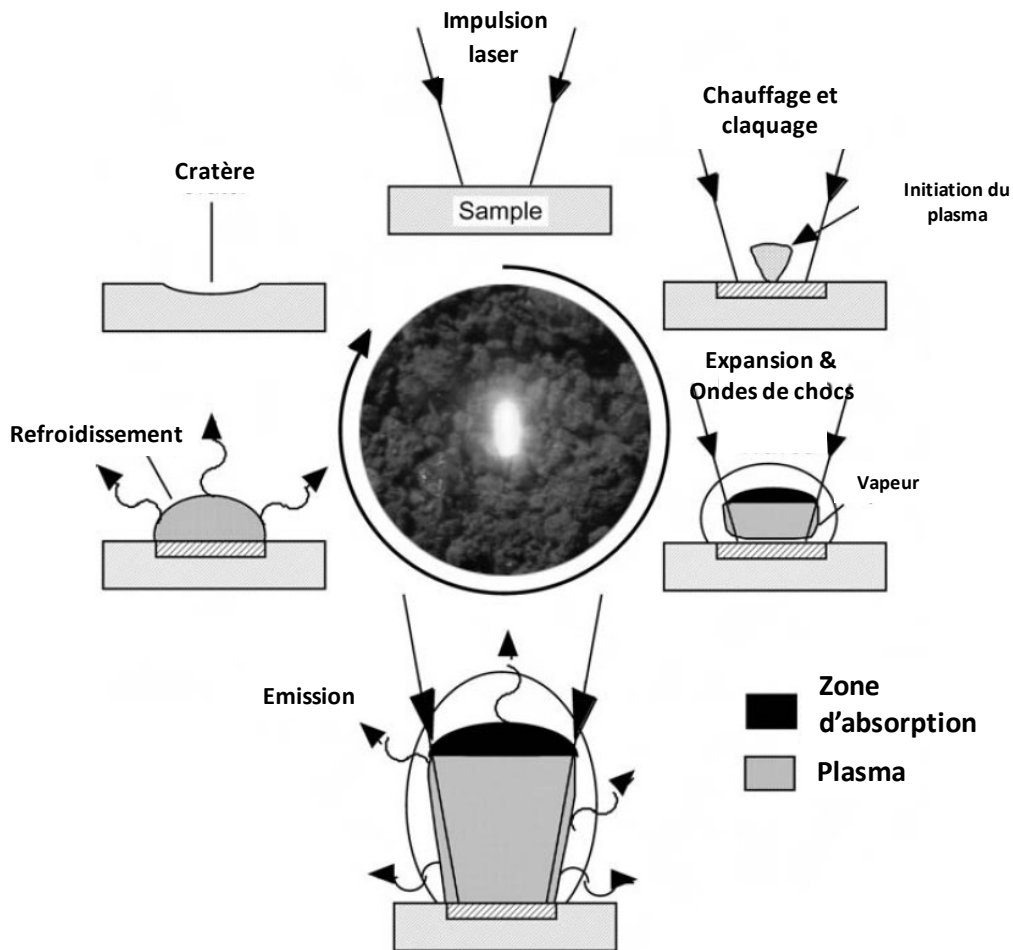 Impulsion
laser
Sample
Chauffage et
claquage
Initiation du
plasma
Expansion &
Ondes de chocs
Vapeur
Emission
Zone
d'absorption
Plasma
Refroidissement
Cratère